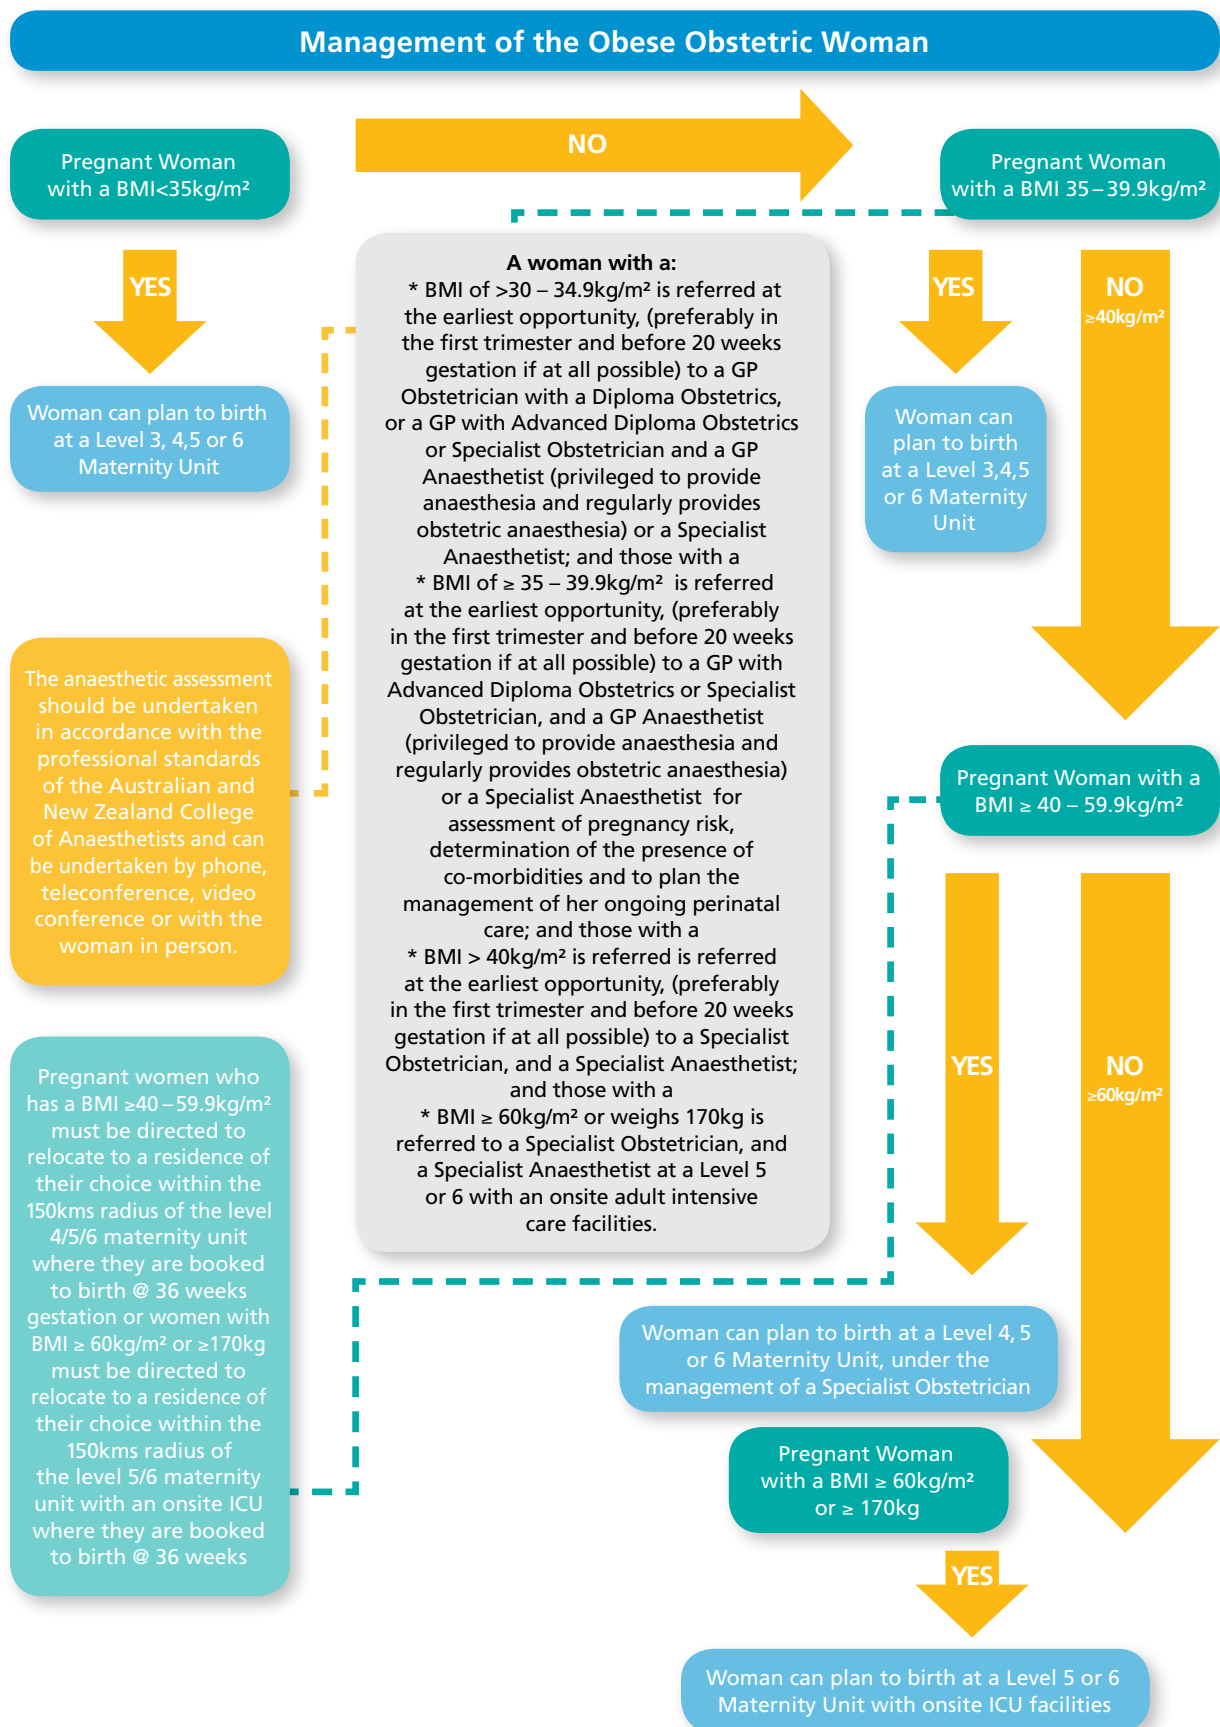 Management of the Obese Obstetric Woman
Pregnant Woman
with a BMI<35kg/m²
NO
Pregnant Woman
with a BMI 35–39.9kg/m²
YES
Woman can plan to birth
at a Level 3, 4,5 or 6
Maternity Unit
A woman with a:
* BMI of >30 – 34.9kg/m² is referred at
the earliest opportunity, (preferably in
the first trimester and before 20 weeks
gestation if at all possible) to a GP
Obstetrician with a Diploma Obstetrics,
or a GP with Advanced Diploma Obstetrics
or Specialist Obstetrician and a GP
Anaesthetist (privileged to provide
anaesthesia and regularly provides
obstetric anaesthesia) or a Specialist
Anaesthetist; and those with a
* BMI of ≥ 35 – 39.9kg/m² is referred
at the earliest opportunity, (preferably
in the first trimester and before 20 weeks
gestation if at all possible) to a GP with
Advanced Diploma Obstetrics or Specialist
Obstetrician, and a GP Anaesthetist
(privileged to provide anaesthesia and
regularly provides obstetric anaesthesia)
or a Specialist Anaesthetist for
assessment of pregnancy risk,
determination of the presence of
co-morbidities and to plan the
management of her ongoing perinatal
care; and those with a
* BMI > 40kg/m² is referred is referred
at the earliest opportunity, (preferably
in the first trimester and before 20 weeks
gestation if at all possible) to a Specialist
Obstetrician, and a Specialist Anaesthetist;
and those with a
* BMI ≥ 60kg/m² or weighs 170kg is
referred to a Specialist Obstetrician, and
a Specialist Anaesthetist at a Level 5
or 6 with an onsite adult intensive
care facilities.
YES
NO
≥40kg/m²
Woman can
plan to birth
at a Level 3,4,5
or 6 Maternity
Unit
The anaesthetic assessment
should be undertaken
in accordance with the
professional standards
of the Australian and
New Zealand College
of Anaesthetists and can
be undertaken by phone,
teleconference, video
conference or with the
woman in person.
Pregnant Woman with a
BMI ≥ 40 – 59.9kg/m²
Pregnant women who
has a BMI ≥40 – 59.9kg/m²
must be directed to
relocate to a residence of
their choice within the
150kms radius of the level
4/5/6 maternity unit
where they are booked
to birth @ 36 weeks
gestation or women with
BMI ≥ 60kg/m² or ≥170kg
must be directed to
relocate to a residence of
their choice within the
150kms radius of
the level 5/6 maternity
unit with an onsite ICU
where they are booked
to birth @ 36 weeks
YES
NO
≥60kg/m²
Woman can plan to birth at a Level 4, 5
or 6 Maternity Unit, under the
management of a Specialist Obstetrician
Pregnant Woman
with a BMI ≥ 60kg/m²
or ≥ 170kg
YES
Woman can plan to birth at a Level 5 or 6
Maternity Unit with onsite ICU facilities